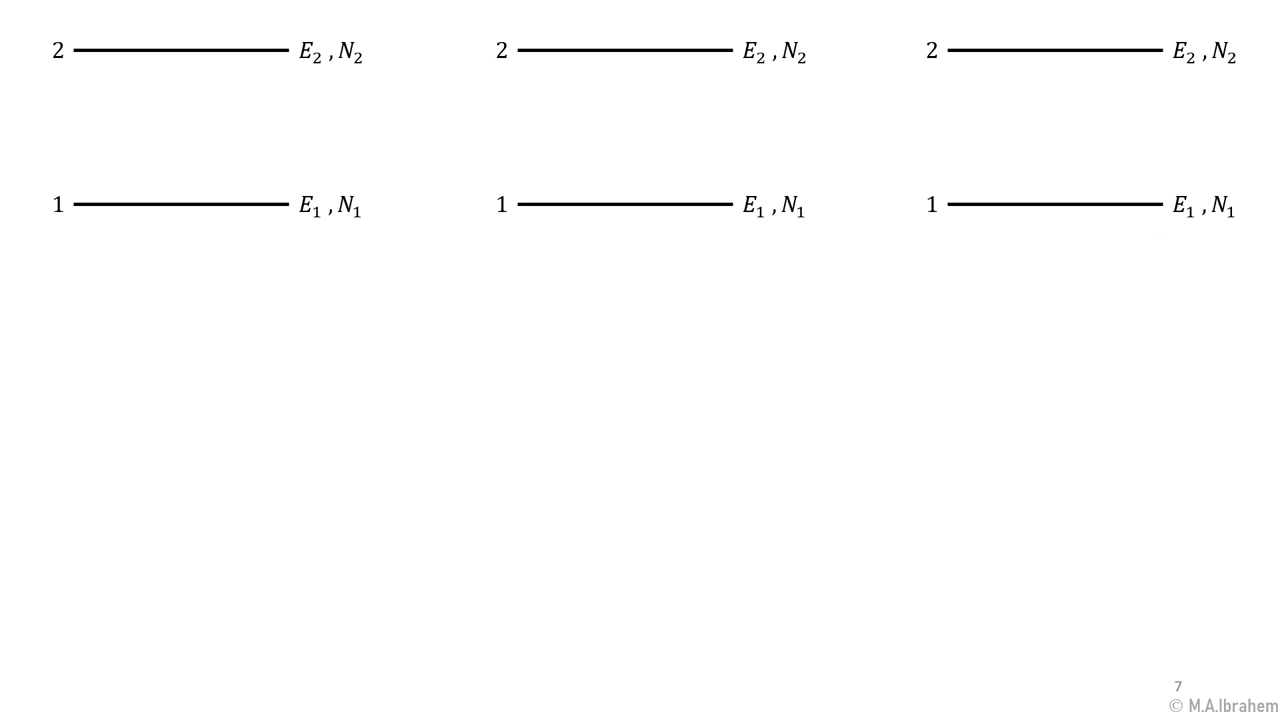 2 E₂ , N₂ 2 E₂ , N₂ 2 E₂ , N₂
1 E₁ , N₁ 1 E₁ , N₁ 1 E₁ , N₁
7
© M.A.Ibrahem